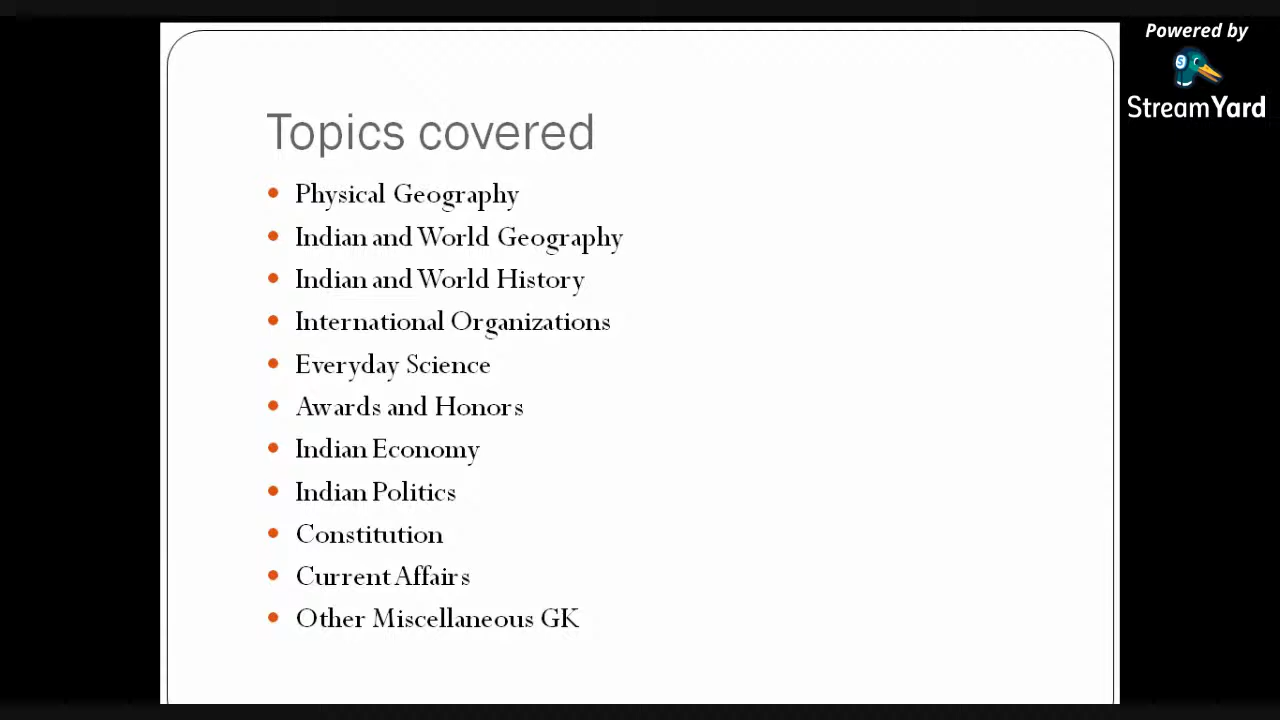 Powered by
StreamYard
Topics covered
Physical Geography
Indian and World Geography
Indian and World History
International Organizations
Everyday Science
Awards and Honors
Indian Economy
Indian Politics
Constitution
Current Affairs
Other Miscellaneous GK